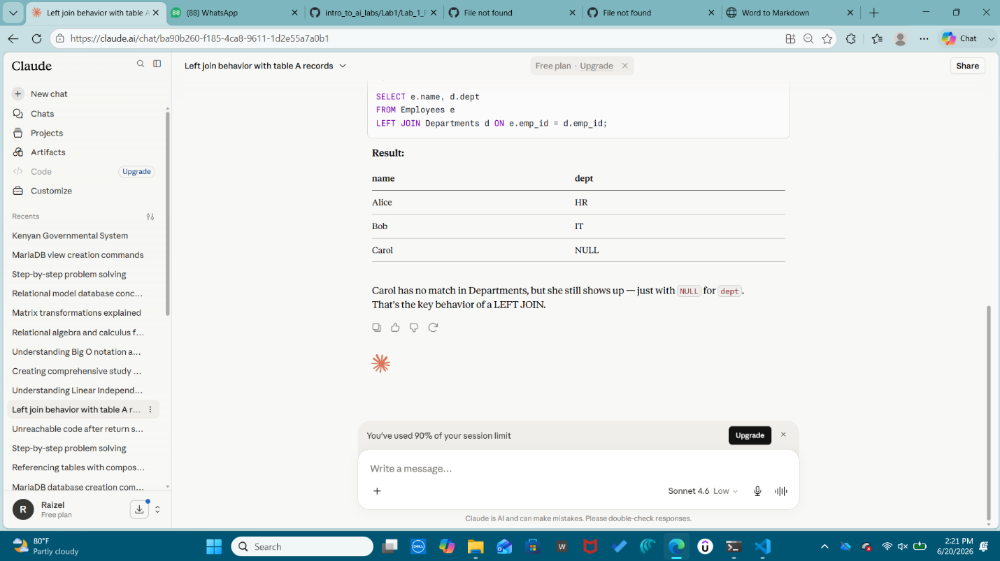 Left join behavior with table A
(88) WhatsApp
intro_to_ai_labs/Lab1/Lab_1_
File not found
File not found
Word to Markdown
https://claude.ai/chat/ba90b260-f185-4ca8-9611-1d2e55a7a0b1
Chat
Claude
New chat
Chats
Projects
Artifacts
Code
Upgrade
Customize
Recents
Kenyan Governmental System
MariaDB view creation commands
Step-by-step problem solving
Relational model database conc...
Matrix transformations explained
Relational algebra and calculus f...
Understanding Big O notation a...
Creating comprehensive study ...
Understanding Linear Independ...
Left join behavior with table A r...
Unreachable code after return s...
Step-by-step problem solving
Referencing tables with compos...
MariaDB database creation com...
R
Raizel
Free plan
Left join behavior with table A records
Free plan · Upgrade
Share
SELECT e.name, d.dept
FROM Employees e
LEFT JOIN Departments d ON e.emp_id = d.emp_id;
Result:
name dept
Alice HR
Bob IT
Carol NULL
Carol has no match in Departments, but she still shows up — just with NULL for dept.
That's the key behavior of a LEFT JOIN.
You've used 90% of your session limit
Upgrade
Write a message...
Sonnet 4.6 Low
Claude is AI and can make mistakes. Please double-check responses.
80°F
Partly cloudy
Search
DELL
W
2:21 PM
6/20/2026